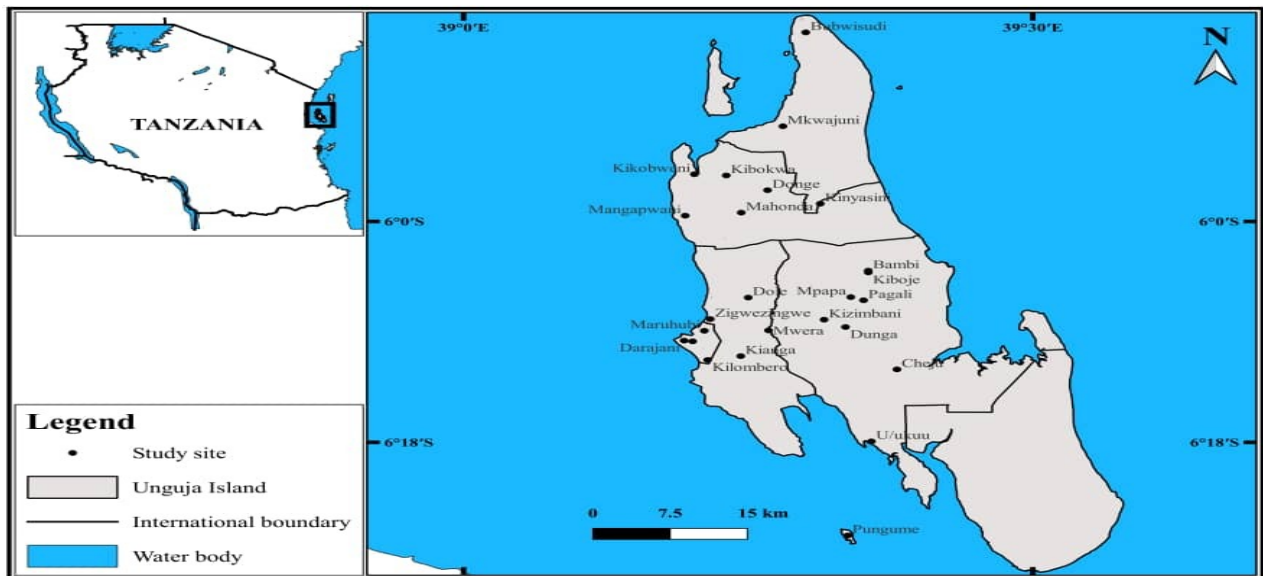 TANZANIA
Legend
Study site
Unguja Island
International boundary
Water body
39°0'E
39°30'E
N
Bubwisudi
Mkwajuni
Kikobweni
Kibokwa
Donge
Kinyasini
Mangapwani
Mahonda
6°0'S
6°0'S
Bambi
Kiboje
Dole
Mpapa
Pagali
Zigwezingwe
Kizimbani
Maruhubi
Mwera
Dunga
Darajani
Kianga
Kilombero
Cheju
6°18'S
U/ukuu
6°18'S
0 7.5 15 km
Pungume